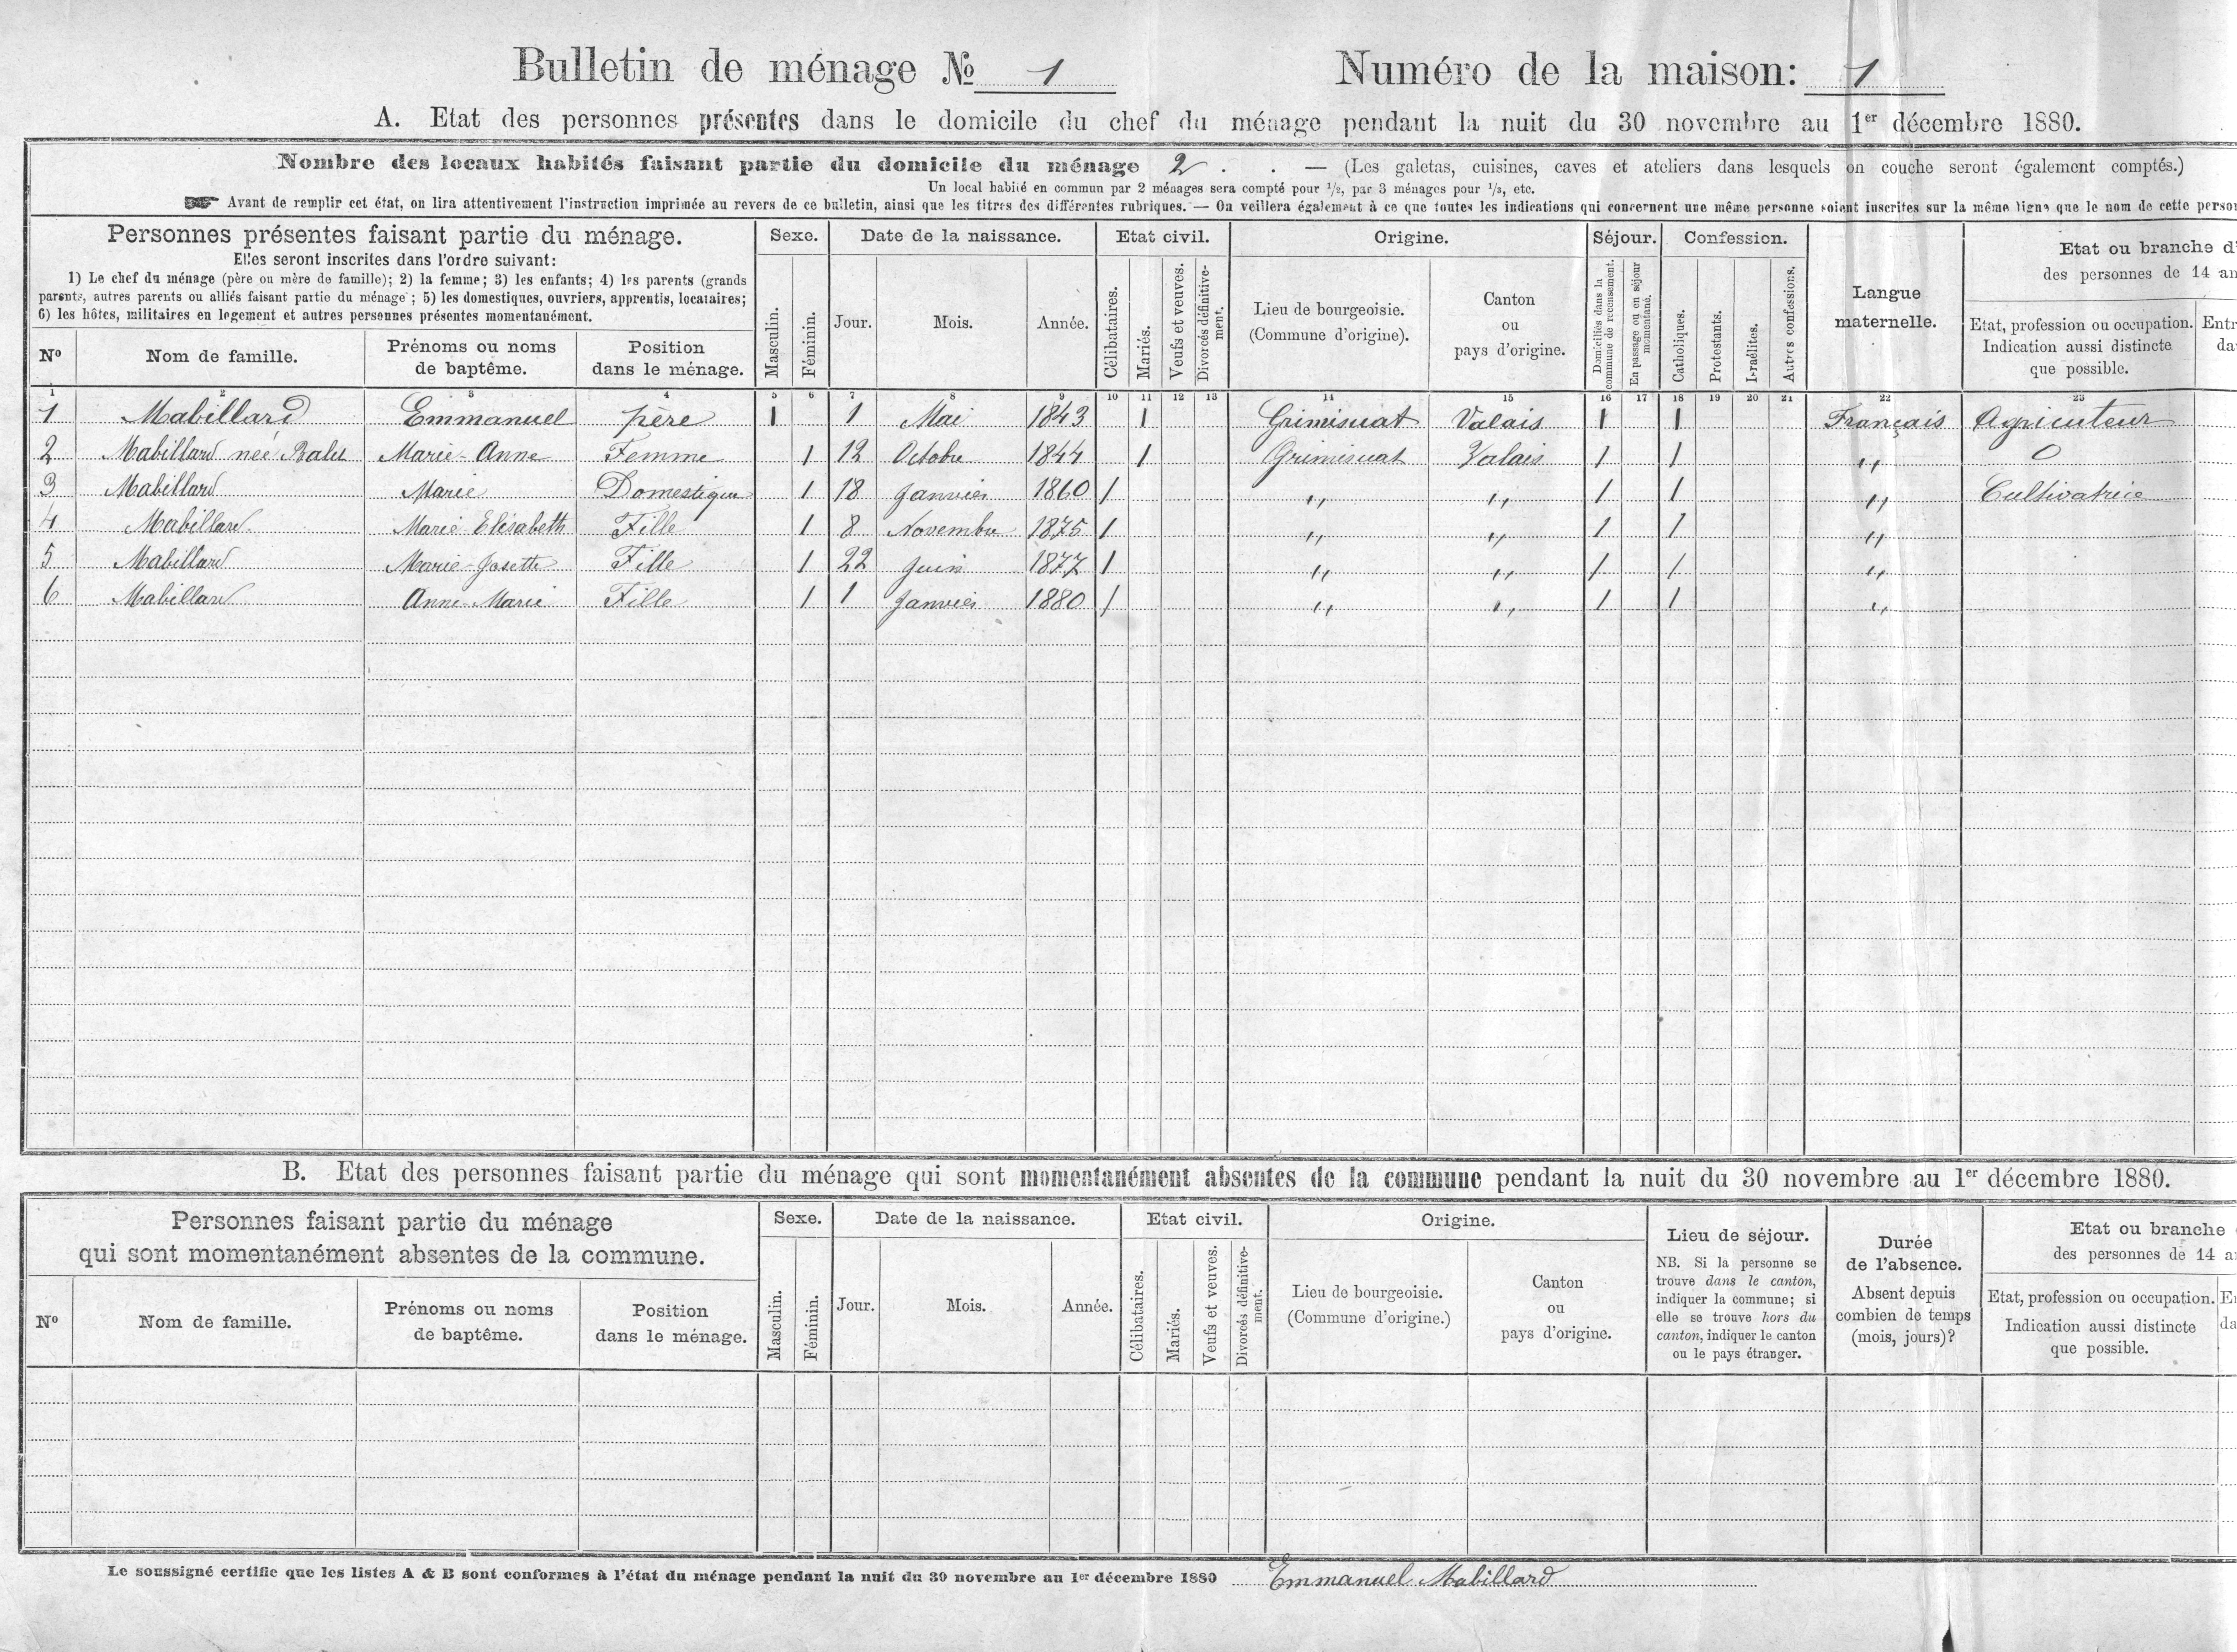 Bulletin de ménage № 1 Numéro de la maison: 1
A. Etat des personnes présentes dans le domicile du chef du ménage pendant la nuit du 30 novembre au 1er décembre 1880.
Nombre des locaux habités faisant partie du domicile du ménage 2 . . — (Les galetas, cuisines, caves et ateliers dans lesquels on couche seront également comptés.)
Un local habité en commun par 2 ménages sera compté pour 1/2, par 3 ménages pour 1/3, etc.
☛ Avant de remplir cet état, on lira attentivement l'instruction imprimée au revers de ce bulletin, ainsi que les titres des différentes rubriques. — On veillera également à ce que toutes les indications qui concernent une même personne soient inscrites sur la même ligne que le nom de cette person
Personnes présentes faisant partie du ménage. Sexe. Date de la naissance. Etat civil. Origine. Séjour. Confession.
Elles seront inscrites dans l'ordre suivant:
1) Le chef du ménage (père ou mère de famille); 2) la femme; 3) les enfants; 4) les parents (grands
parents, autres parents ou alliés faisant partie du ménage; 5) les domestiques, ouvriers, apprentis, locataires;
6) les hôtes, militaires en logement et autres personnes présentes momentanément.
N° Nom de famille.
Prénoms ou noms
de baptême.
Position
dans le ménage.
Masculin.
Féminin.
Jour. Mois. Année.
Célibataires.
Mariés.
Veufs et veuves.
Divorcés définitive-
ment.
Lieu de bourgeoisie.
(Commune d'origine).
Canton
ou
pays d'origine.
Domiciliés dans la
commune de recensement.
En passage ou en séjour
momentané.
Catholiques.
Protestants.
Israélites.
Autres confessions.
Langue
maternelle.
Etat ou branche d'
des personnes de 14 an
Etat, profession ou occupation.
Indication aussi distincte
que possible.
Entr
da
1 2 3 4 5 6 7 8 9 10 11 12 13 14 15 16 17 18 19 20 21 22 23
1 Mabillard Emmanuel père 1 1 Mai 1843 1 Grimisuat Valais 1 1 Français Agricuteur
2 Mabillard neé Marie-Anne Femme 1 12 Octobre 1844 1 Grimisuat Valais 1 1 " 0
3 Mabillard Marie Domestique 1 18 Janvier 1860 1 " " 1 1 " Cultivatrice
4 Mabillard Marie Elisabeth Fille 1 8 Novembre 1875 1 " " 1 1 "
5 Mabillard Marie-Josette Fille 1 22 Juin 1877 1 " " 1 1 "
6 Mabillard Anne-Marie Fille 1 1 Janvier 1880 1 " " 1 1 "
B. Etat des personnes faisant partie du ménage qui sont momentanément absentes de la commune pendant la nuit du 30 novembre au 1er décembre 1880.
Personnes faisant partie du ménage
qui sont momentanément absentes de la commune.
Sexe. Date de la naissance. Etat civil. Origine.
N° Nom de famille.
Prénoms ou noms
de baptême.
Position
dans le ménage.
Masculin.
Féminin.
Jour. Mois. Année.
Célibataires.
Mariés.
Veufs et veuves.
Divorcés définitive-
ment.
Lieu de bourgeoisie.
(Commune d'origine.)
Canton
ou
pays d'origine.
Lieu de séjour.
NB. Si la personne se
trouve dans le canton,
indiquer la commune; si
elle se trouve hors du
canton, indiquer le canton
ou le pays étranger.
Durée
de l'absence.
Absent depuis
combien de temps
(mois, jours)?
Etat ou branche
des personnes de 14 a
Etat, profession ou occupation.
Indication aussi distincte
que possible.
E
da
Le soussigné certifie que les listes A & B sont conformes à l'état du ménage pendant la nuit du 30 novembre au 1er décembre 1880 Emmanuel Mabillard